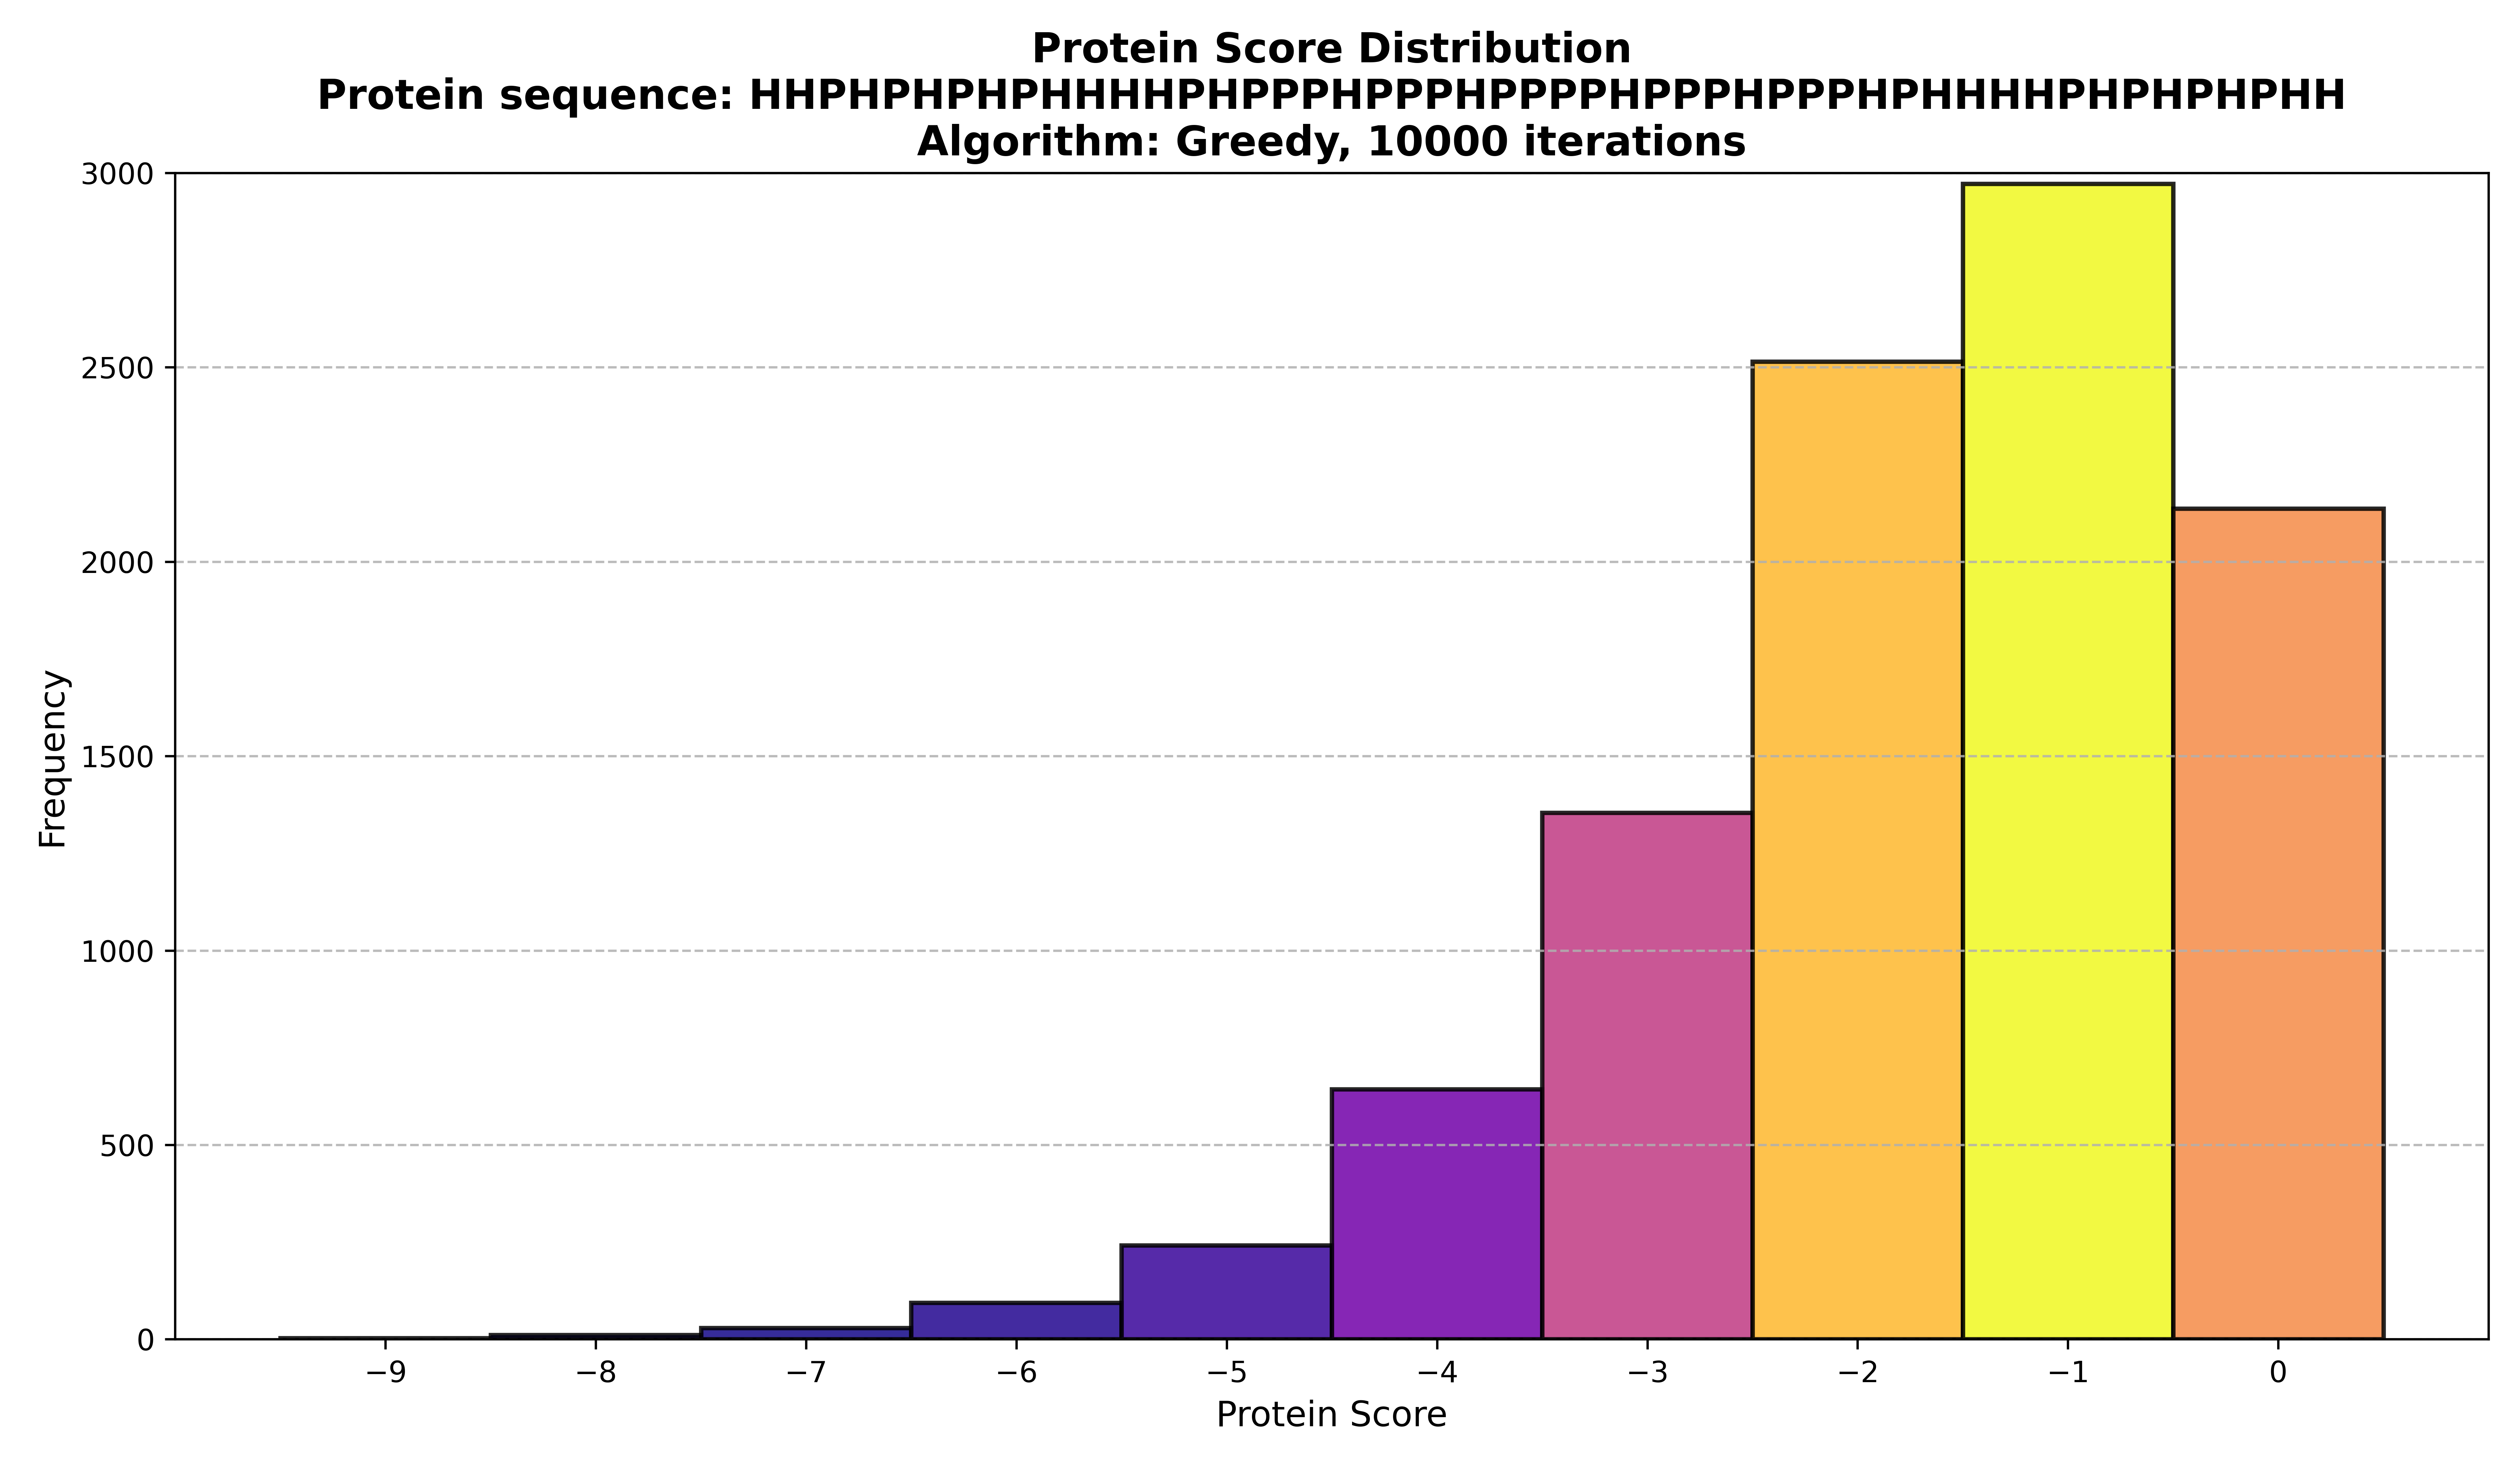 Protein Score Distribution
Protein sequence: HHPHPHPHPHHHHPHPPPHPPPHPPPPHPPPHPPPHPHHHHPHPHPHPHH
Algorithm: Greedy, 10000 iterations
3000
2500
2000
1500
1000
500
0
Frequency
−9 −8 −7 −6 −5 −4 −3 −2 −1 0
Protein Score